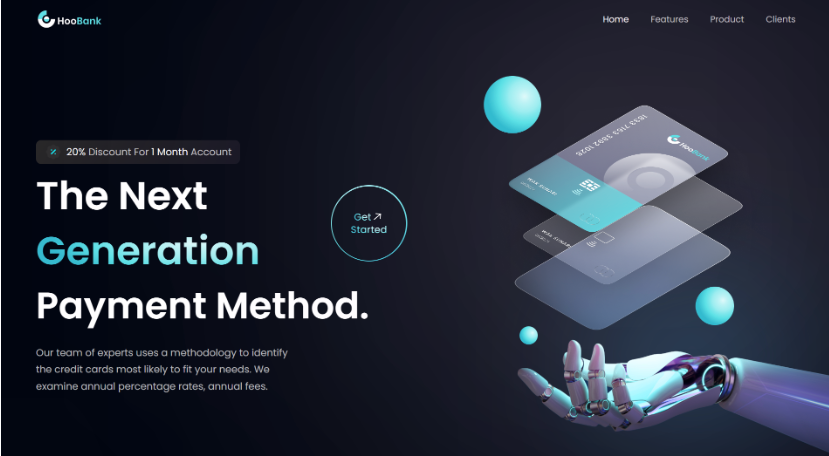 HooBank
Home Features Product Clients
20% Discount For 1 Month Account
The Next
Generation
Payment Method.
Get
Started
Our team of experts uses a methodology to identify
the credit cards most likely to fit your needs. We
examine annual percentage rates, annual fees.
HooBank